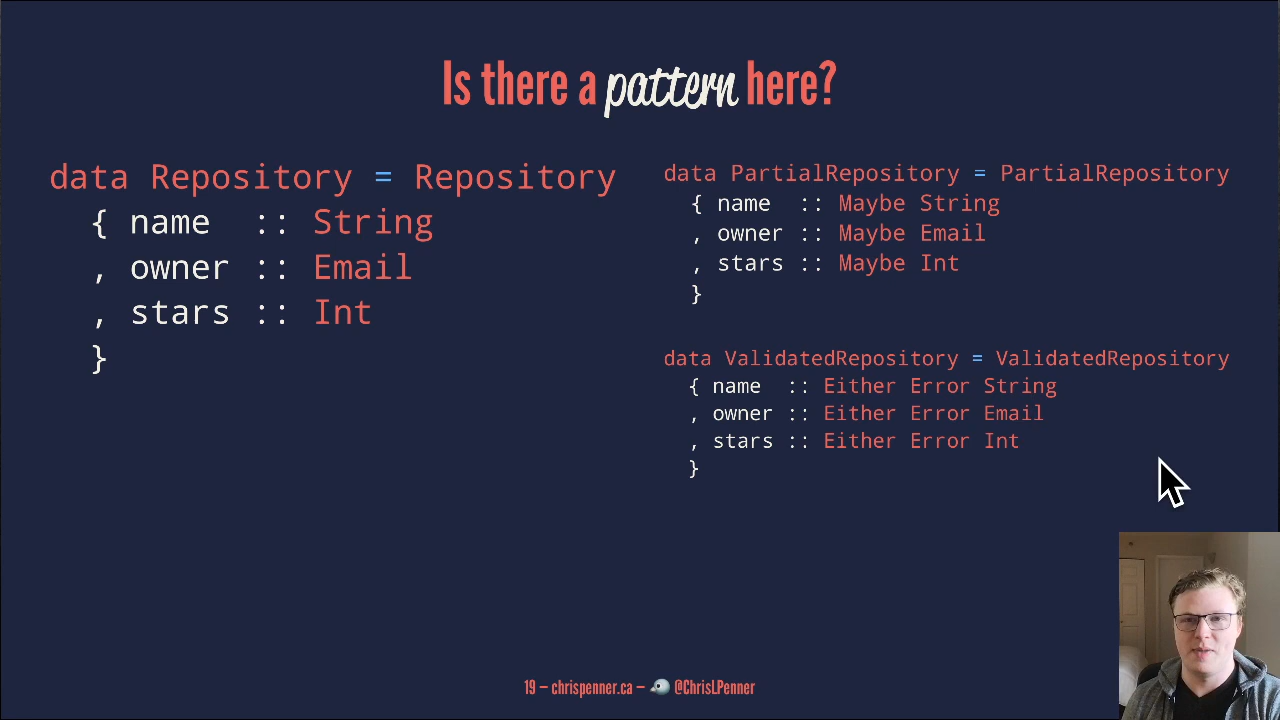 Is there a pattern here?
data Repository = Repository
{ name :: String
, owner :: Email
, stars :: Int
}
data PartialRepository = PartialRepository
{ name :: Maybe String
, owner :: Maybe Email
, stars :: Maybe Int
}
data ValidatedRepository = ValidatedRepository
{ name :: Either Error String
, owner :: Either Error Email
, stars :: Either Error Int
}
19 — chrispenner.ca — 🐦 @ChrisLPenner